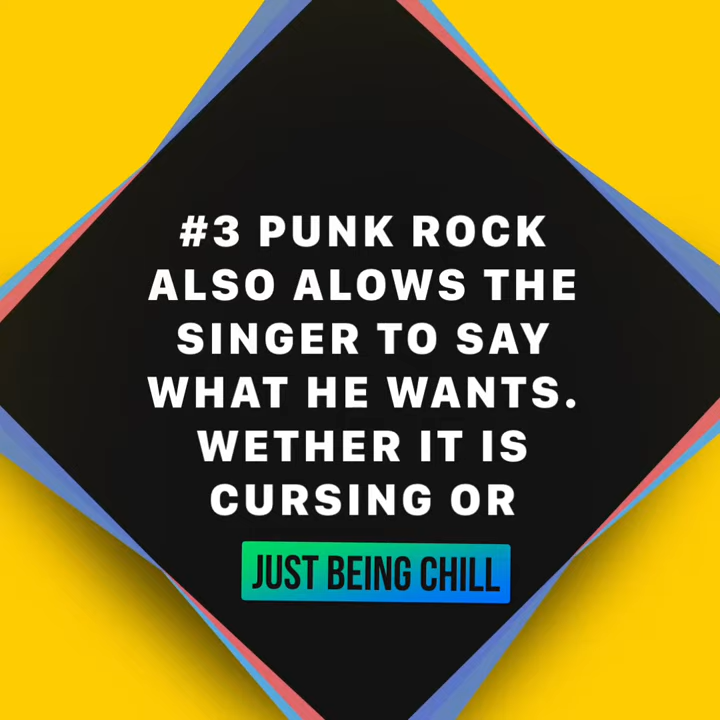 #3 PUNK ROCK
ALSO ALOWS THE
SINGER TO SAY
WHAT HE WANTS.
WETHER IT IS
CURSING OR
JUST BEING CHILL